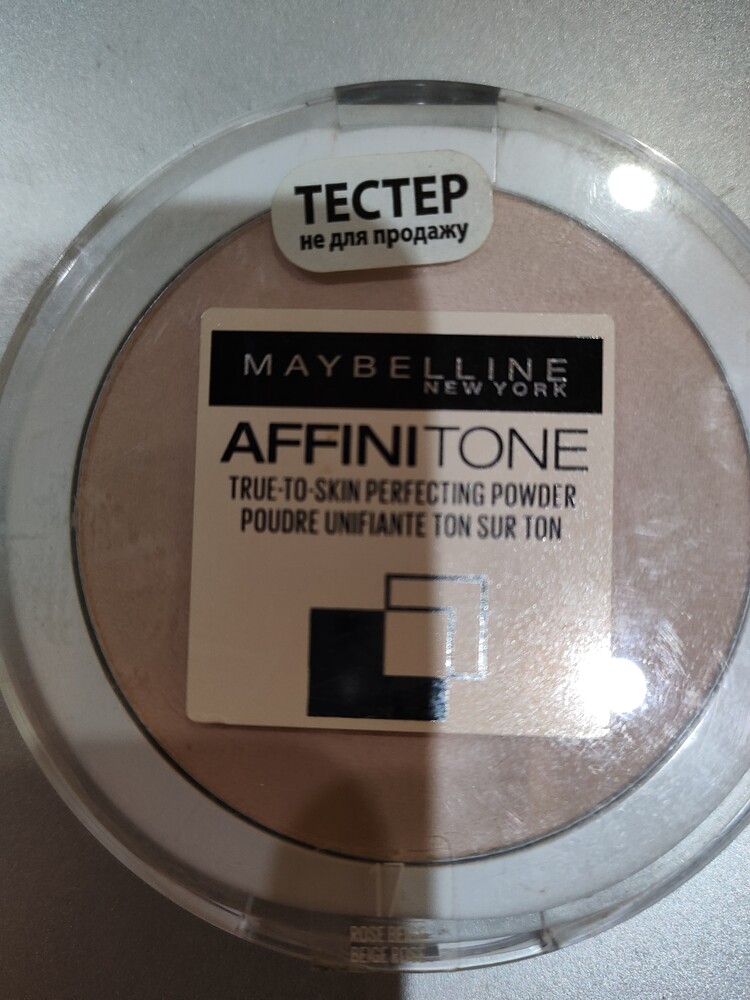 ТЕСТЕР
не для продажу
MAYBELLINE
NEW YORK
AFFINITONE
TRUE-TO-SKIN PERFECTING POWDER
POUDRE UNIFIANTE TON SUR TON
17
ROSE BEIGE
BEIGE ROSE